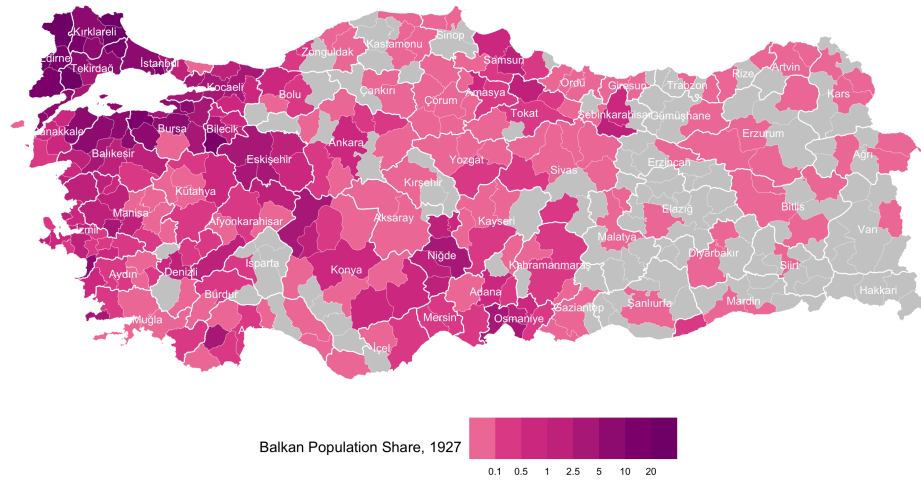 Kırklareli
Edirne
Tekirdağ
İstanbul
Kocaeli
Zonguldak
Kastamonu
Sinop
Samsun
Bolu
Çankırı
Çorum
Amasya
Ordu
Giresun
Trabzon
Rize
Artvin
Kars
Çanakkale
Bursa
Bilecik
Ankara
Tokat
Şebinkarahisar
Gümüşhane
Erzurum
Balıkesir
Eskişehir
Yozgat
Sivas
Erzincan
Ağrı
Kütahya
Kırşehir
Manisa
Afyonkarahisar
Aksaray
Kayseri
Elazığ
Bitlis
İzmir
Malatya
Van
Aydın
Denizli
Isparta
Konya
Niğde
Kahramanmaraş
Diyarbakır
Siirt
Burdur
Adana
Gaziantep
Şanlıurfa
Mardin
Hakkari
Muğla
Mersin
Osmaniye
İçel
Balkan Population Share, 1927
0.1 0.5 1 2.5 5 10 20